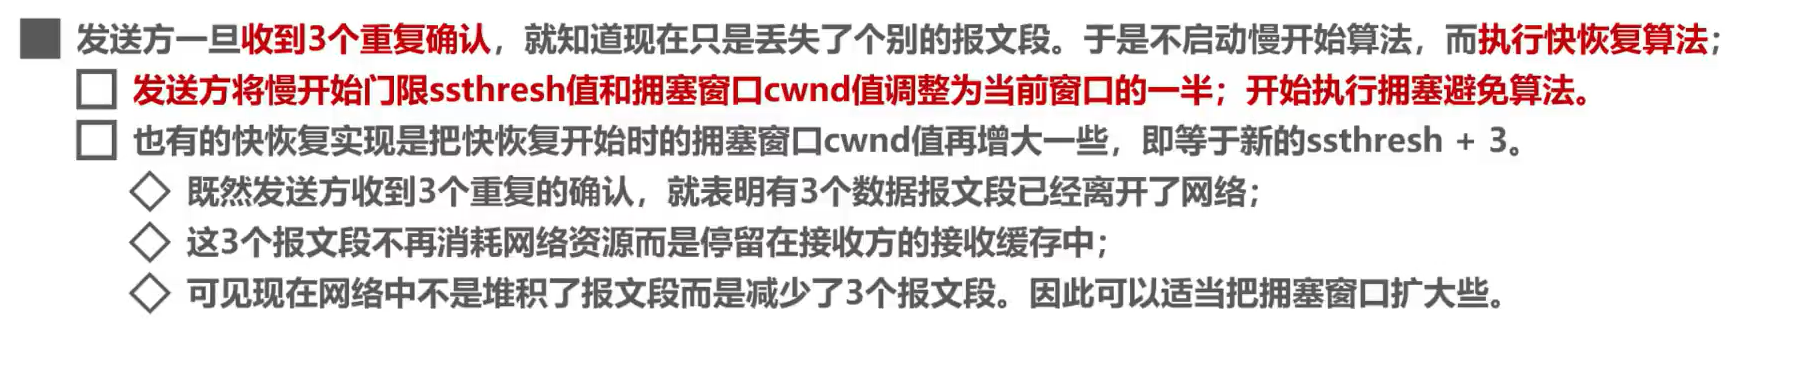 发送方一旦收到3个重复确认，就知道现在只是丢失了个别的报文段。于是不启动慢开始算法，而执行快恢复算法；
发送方将慢开始门限ssthresh值和拥塞窗口cwnd值调整为当前窗口的一半；开始执行拥塞避免算法。
也有的快恢复实现是把快恢复开始时的拥塞窗口cwnd值再增大一些，即等于新的ssthresh + 3。
既然发送方收到3个重复的确认，就表明有3个数据报文段已经离开了网络；
这3个报文段不再消耗网络资源而是停留在接收方的接收缓存中；
可见现在网络中不是堆积了报文段而是减少了3个报文段。因此可以适当把拥塞窗口扩大些。